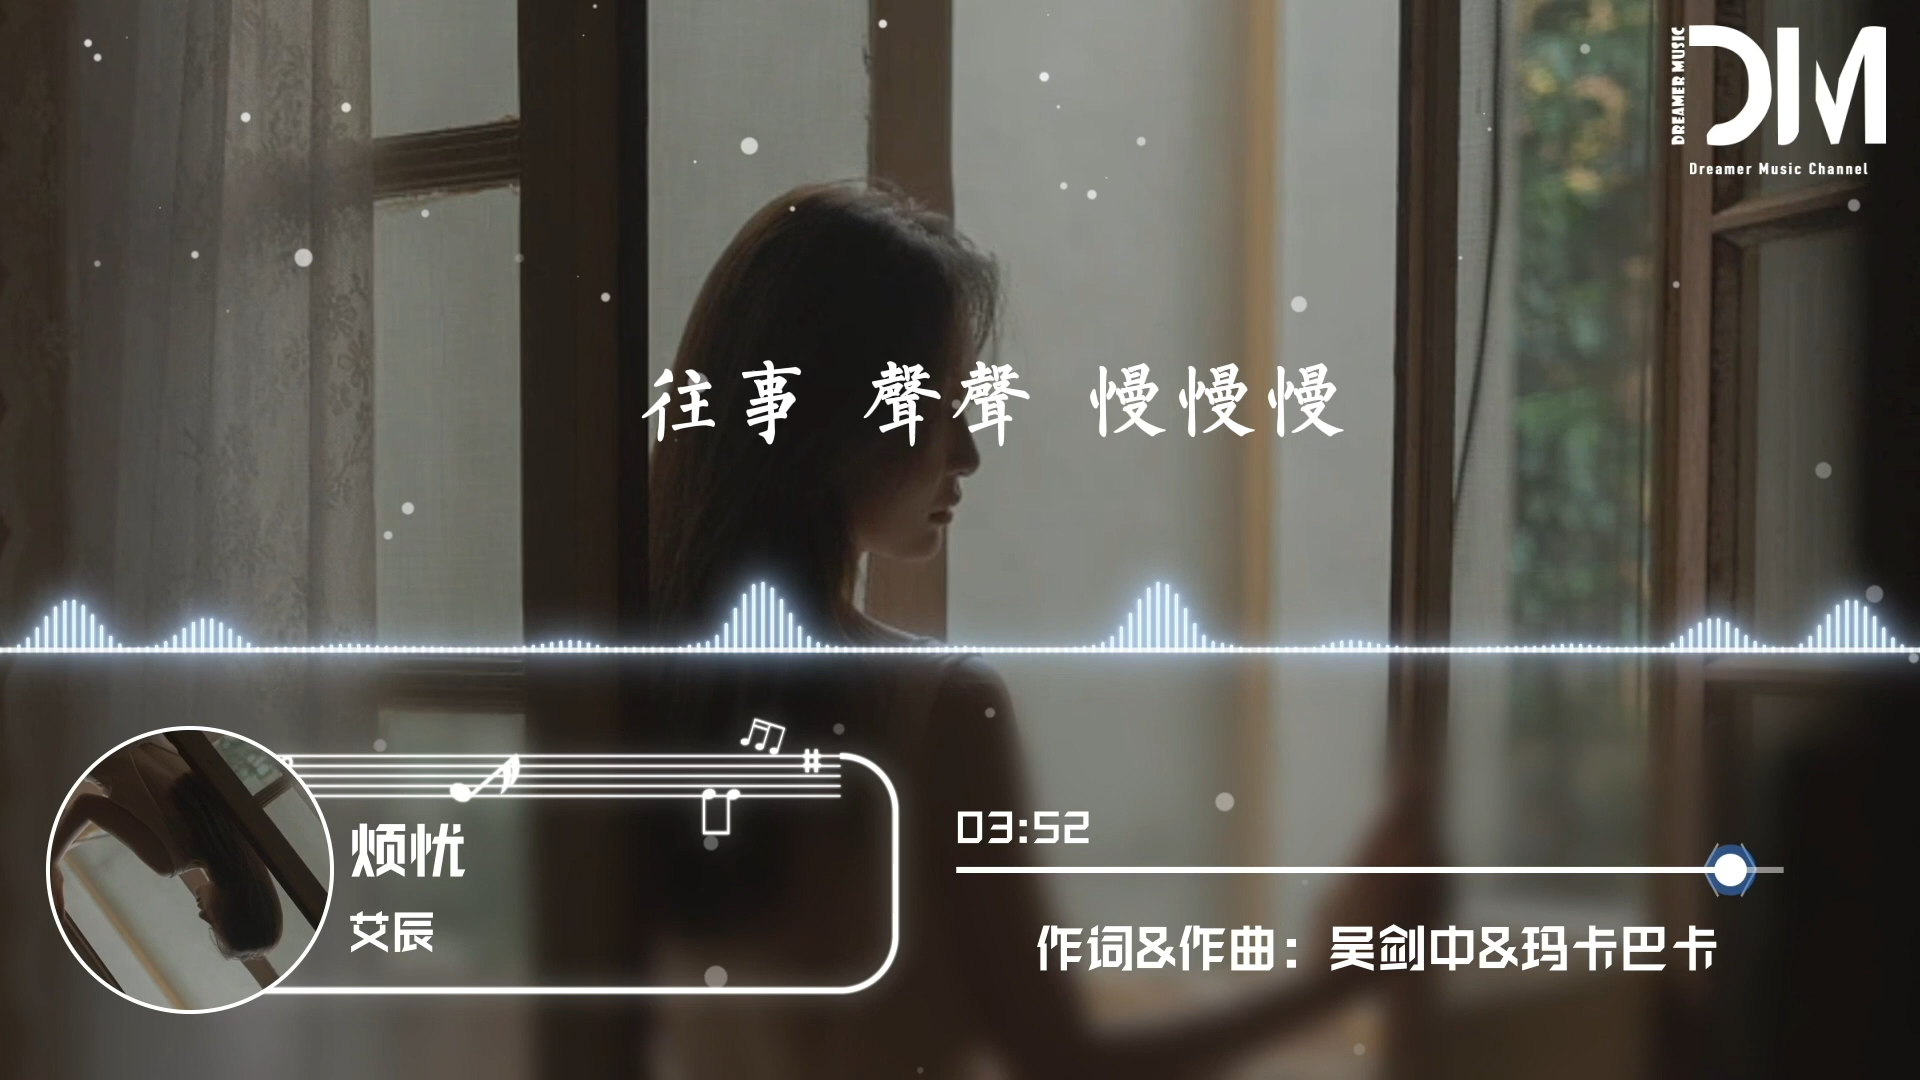 DREAMER MUSIC
DM
Dreamer Music Channel
往事 聲聲 慢慢慢
烦忧
艾辰
03:52
作词&作曲：吴剑中&玛卡巴卡